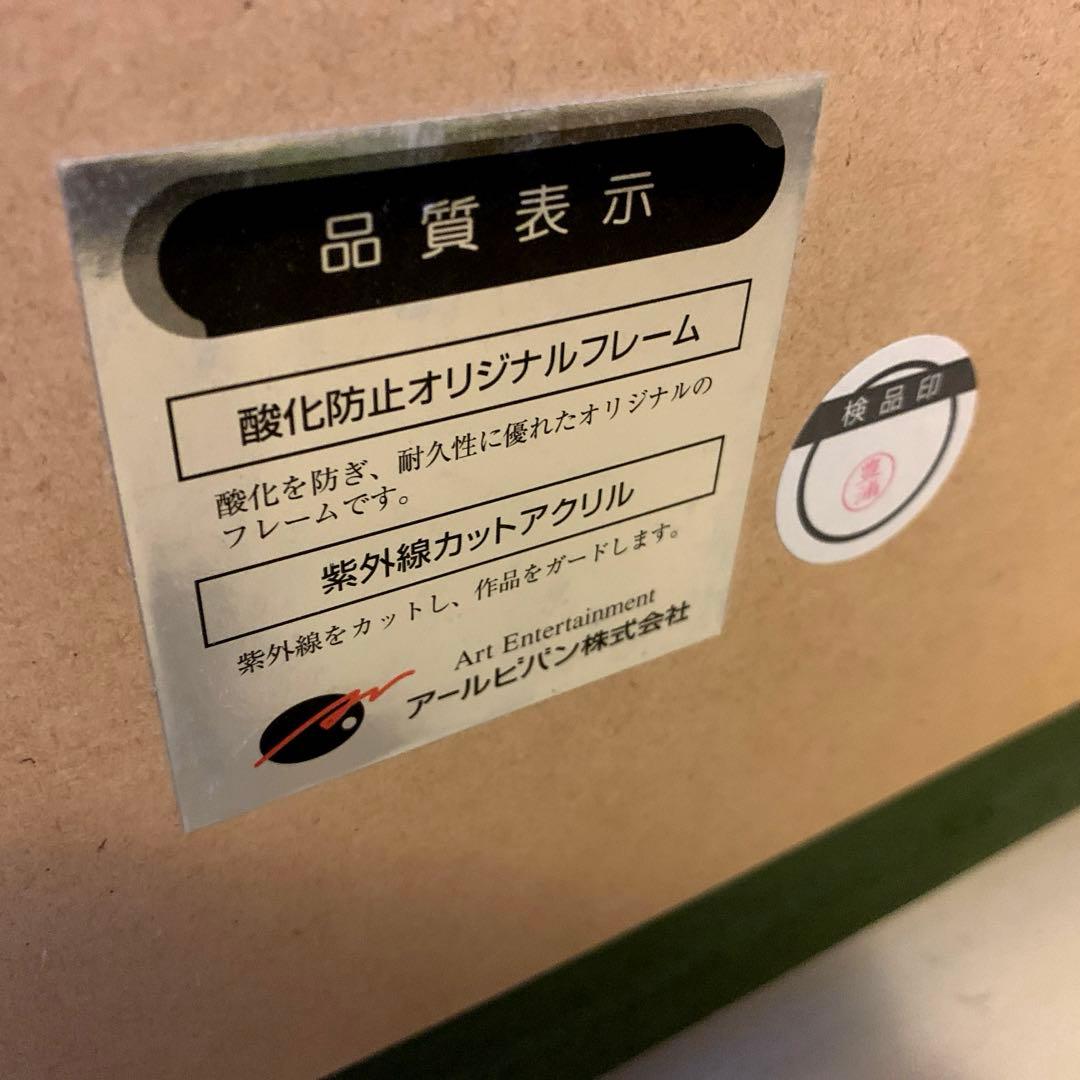 品質表示
酸化防止オリジナルフレーム
酸化を防ぎ、耐久性に優れたオリジナルの
フレームです。
紫外線カットアクリル
紫外線をカットし、作品をガードします。
Art Entertainment
アールビバン株式会社
検品印